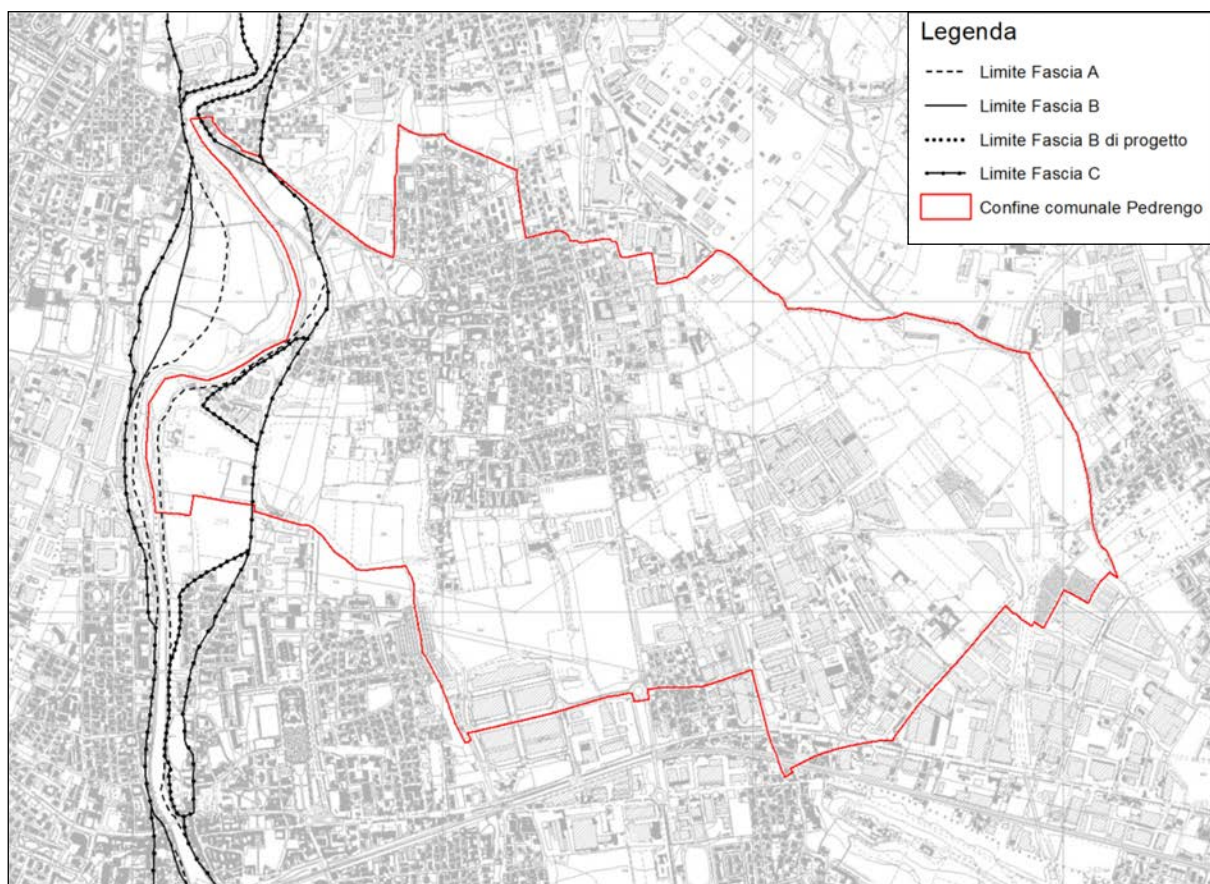 Legenda
Limite Fascia A
Limite Fascia B
Limite Fascia B di progetto
Limite Fascia C
Confine comunale Pedrengo